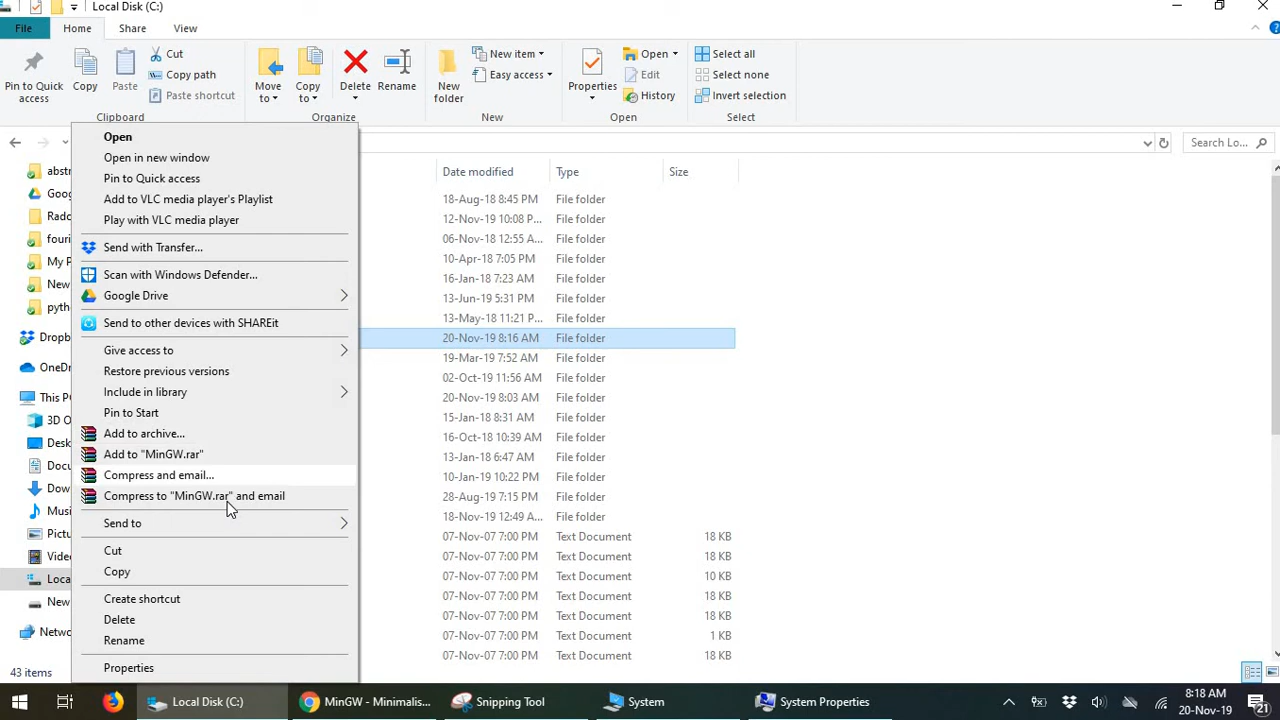 Local Disk (C:)
File Home Share View
Pin to Quick access
Copy
Paste
Cut
Copy path
Paste shortcut
Clipboard
Move to
Copy to
Delete
Rename
Organize
New folder
New item
Easy access
New
Properties
Open
Edit
History
Open
Select all
Select none
Invert selection
Select
Search Lo...
Date modified Type Size
abstr
Goog
Rado
fouri
My P
New
pyth
Dropb
OneD
This P
3D O
Desk
Docu
Dow
Musi
Pictu
Video
Loca
New
Netwo
Open
Open in new window
Pin to Quick access
Add to VLC media player's Playlist
Play with VLC media player
Send with Transfer...
Scan with Windows Defender...
Google Drive
Send to other devices with SHAREit
Give access to
Restore previous versions
Include in library
Pin to Start
Add to archive...
Add to "MinGW.rar"
Compress and email...
Compress to "MinGW.rar" and email
Send to
Cut
Copy
Create shortcut
Delete
Rename
Properties
18-Aug-18 8:45 PM File folder
12-Nov-19 10:08 P... File folder
06-Nov-18 12:55 A... File folder
10-Apr-18 7:05 PM File folder
16-Jan-18 7:23 AM File folder
13-Jun-19 5:31 PM File folder
13-May-18 11:21 P... File folder
20-Nov-19 8:16 AM File folder
19-Mar-19 7:52 AM File folder
02-Oct-19 11:56 AM File folder
20-Nov-19 8:03 AM File folder
15-Jan-18 8:31 AM File folder
16-Oct-18 10:39 AM File folder
13-Jan-18 6:47 AM File folder
10-Jan-19 10:22 PM File folder
28-Aug-19 7:15 PM File folder
18-Nov-19 12:49 A... File folder
07-Nov-07 7:00 PM Text Document 18 KB
07-Nov-07 7:00 PM Text Document 18 KB
07-Nov-07 7:00 PM Text Document 10 KB
07-Nov-07 7:00 PM Text Document 18 KB
07-Nov-07 7:00 PM Text Document 18 KB
07-Nov-07 7:00 PM Text Document 1 KB
07-Nov-07 7:00 PM Text Document 18 KB
43 items
Local Disk (C:)
MinGW - Minimalis...
Snipping Tool
System
System Properties
8:18 AM
20-Nov-19
21